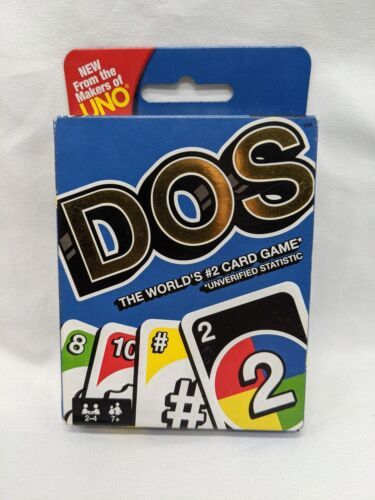 NEW
From the
Makers of
UNO
DOS
™
THE WORLD'S #2 CARD GAME*
*UNVERIFIED STATISTIC
8
10
#
#
2
2
2-4
7+